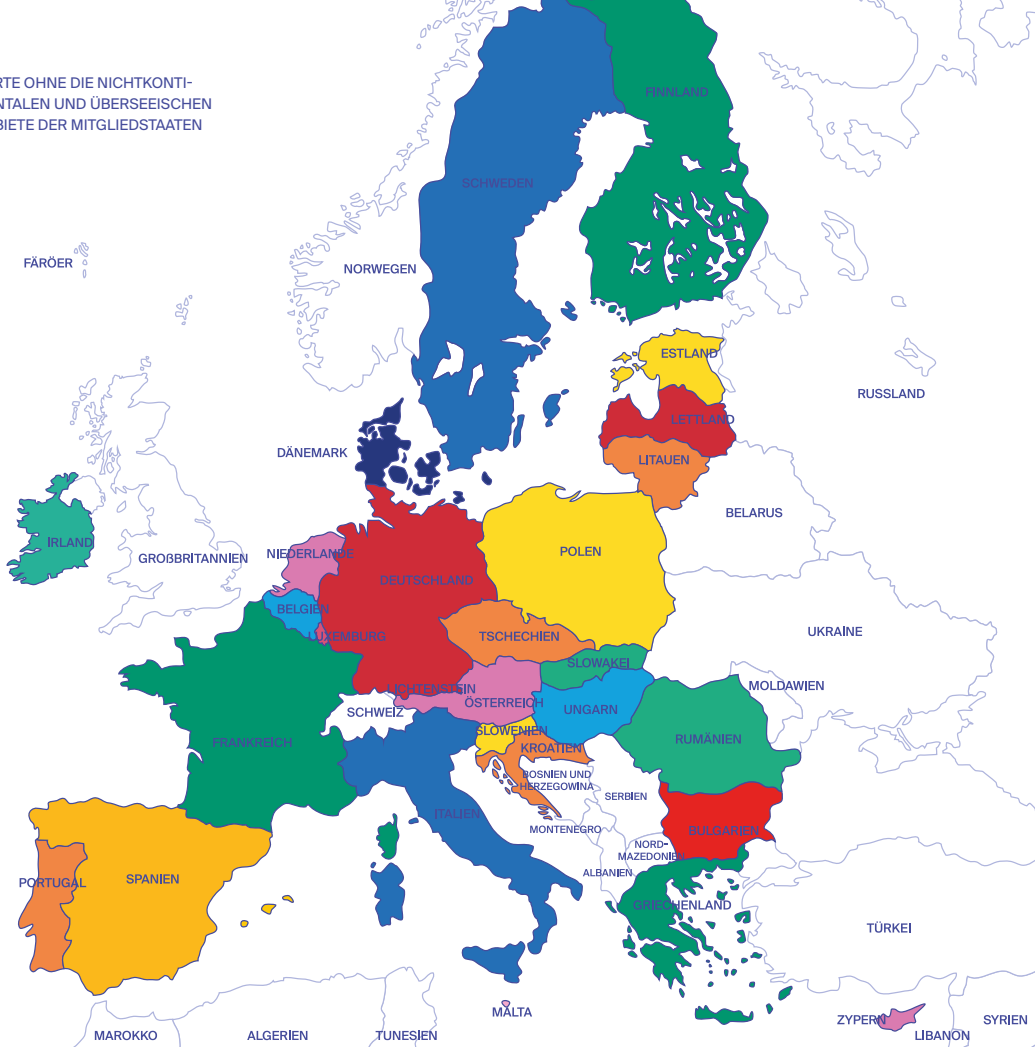 RTE OHNE DIE NICHTKONTI-
NTALEN UND ÜBERSEEISCHEN
BIETE DER MITGLIEDSTAATEN
FINNLAND
SCHWEDEN
FÄRÖER
NORWEGEN
ESTLAND
RUSSLAND
LETTLAND
DÄNEMARK
LITAUEN
BELARUS
IRLAND
GROßBRITANNIEN
NIEDERLANDE
POLEN
DEUTSCHLAND
BELGIEN
LUXEMBURG
TSCHECHIEN
UKRAINE
SLOWAKEI
LICHTENSTEIN
MOLDAWIEN
ÖSTERREICH
SCHWEIZ
UNGARN
SLOWENIEN
RUMÄNIEN
FRANKREICH
KROATIEN
BOSNIEN UND
HERZEGOWINA
SERBIEN
ITALIEN
MONTENEGRO
BULGARIEN
NORD-
MAZEDONIEN
ALBANIEN
PORTUGAL
SPANIEN
GRIECHENLAND
TÜRKEI
MALTA
ZYPERN
SYRIEN
MAROKKO
ALGERIEN
TUNESIEN
LIBANON